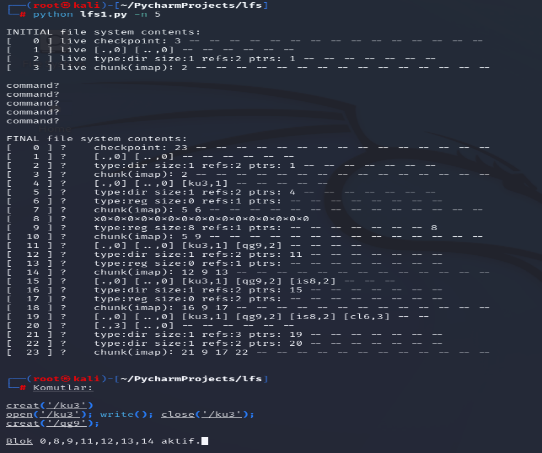 (root㉿kali)-[~/PycharmProjects/lfs]
# python lfs1.py -n 5
INITIAL file system contents:
[ 0 ] live checkpoint: 3 -- -- -- -- -- -- -- -- -- -- -- -- -- -- --
[ 1 ] live [.,0] [..,0] -- -- -- -- -- --
[ 2 ] live type:dir size:1 refs:2 ptrs: 1 -- -- -- -- -- -- --
[ 3 ] live chunk(imap): 2 -- -- -- -- -- -- -- -- -- -- -- -- -- -- --
command?
command?
command?
command?
command?
FINAL file system contents:
[ 0 ] ? checkpoint: 23 -- -- -- -- -- -- -- -- -- -- -- -- -- -- --
[ 1 ] ? [.,0] [..,0] -- -- -- -- -- --
[ 2 ] ? type:dir size:1 refs:2 ptrs: 1 -- -- -- -- -- -- --
[ 3 ] ? chunk(imap): 2 -- -- -- -- -- -- -- -- -- -- -- -- -- -- --
[ 4 ] ? [.,0] [..,0] [ku3,1] -- -- -- -- --
[ 5 ] ? type:dir size:1 refs:2 ptrs: 4 -- -- -- -- -- -- --
[ 6 ] ? type:reg size:0 refs:1 ptrs: -- -- -- -- -- -- -- --
[ 7 ] ? chunk(imap): 5 6 -- -- -- -- -- -- -- -- -- -- -- -- -- --
[ 8 ] ? x0x0x0x0x0x0x0x0x0x0x0x0x0x0x0x0
[ 9 ] ? type:reg size:8 refs:1 ptrs: -- -- -- -- -- -- -- 8
[ 10 ] ? chunk(imap): 5 9 -- -- -- -- -- -- -- -- -- -- -- -- -- --
[ 11 ] ? [.,0] [..,0] [ku3,1] [qg9,2] -- -- -- --
[ 12 ] ? type:dir size:1 refs:2 ptrs: 11 -- -- -- -- -- -- --
[ 13 ] ? type:reg size:0 refs:1 ptrs: -- -- -- -- -- -- -- --
[ 14 ] ? chunk(imap): 12 9 13 -- -- -- -- -- -- -- -- -- -- -- -- --
[ 15 ] ? [.,0] [..,0] [ku3,1] [qg9,2] [is8,2] -- -- --
[ 16 ] ? type:dir size:1 refs:2 ptrs: 15 -- -- -- -- -- -- --
[ 17 ] ? type:reg size:0 refs:2 ptrs: -- -- -- -- -- -- -- --
[ 18 ] ? chunk(imap): 16 9 17 -- -- -- -- -- -- -- -- -- -- -- -- --
[ 19 ] ? [.,0] [..,0] [ku3,1] [qg9,2] [is8,2] [cl6,3] -- --
[ 20 ] ? [.,3] [..,0] -- -- -- -- -- --
[ 21 ] ? type:dir size:1 refs:3 ptrs: 19 -- -- -- -- -- -- --
[ 22 ] ? type:dir size:1 refs:2 ptrs: 20 -- -- -- -- -- -- --
[ 23 ] ? chunk(imap): 21 9 17 22 -- -- -- -- -- -- -- -- -- -- -- --
(root㉿kali)-[~/PycharmProjects/lfs]
# Komutlar:
creat('/ku3')
open('/ku3'); write(); close('/ku3');
creat('/qg9');
Blok 0,8,9,11,12,13,14 aktif.